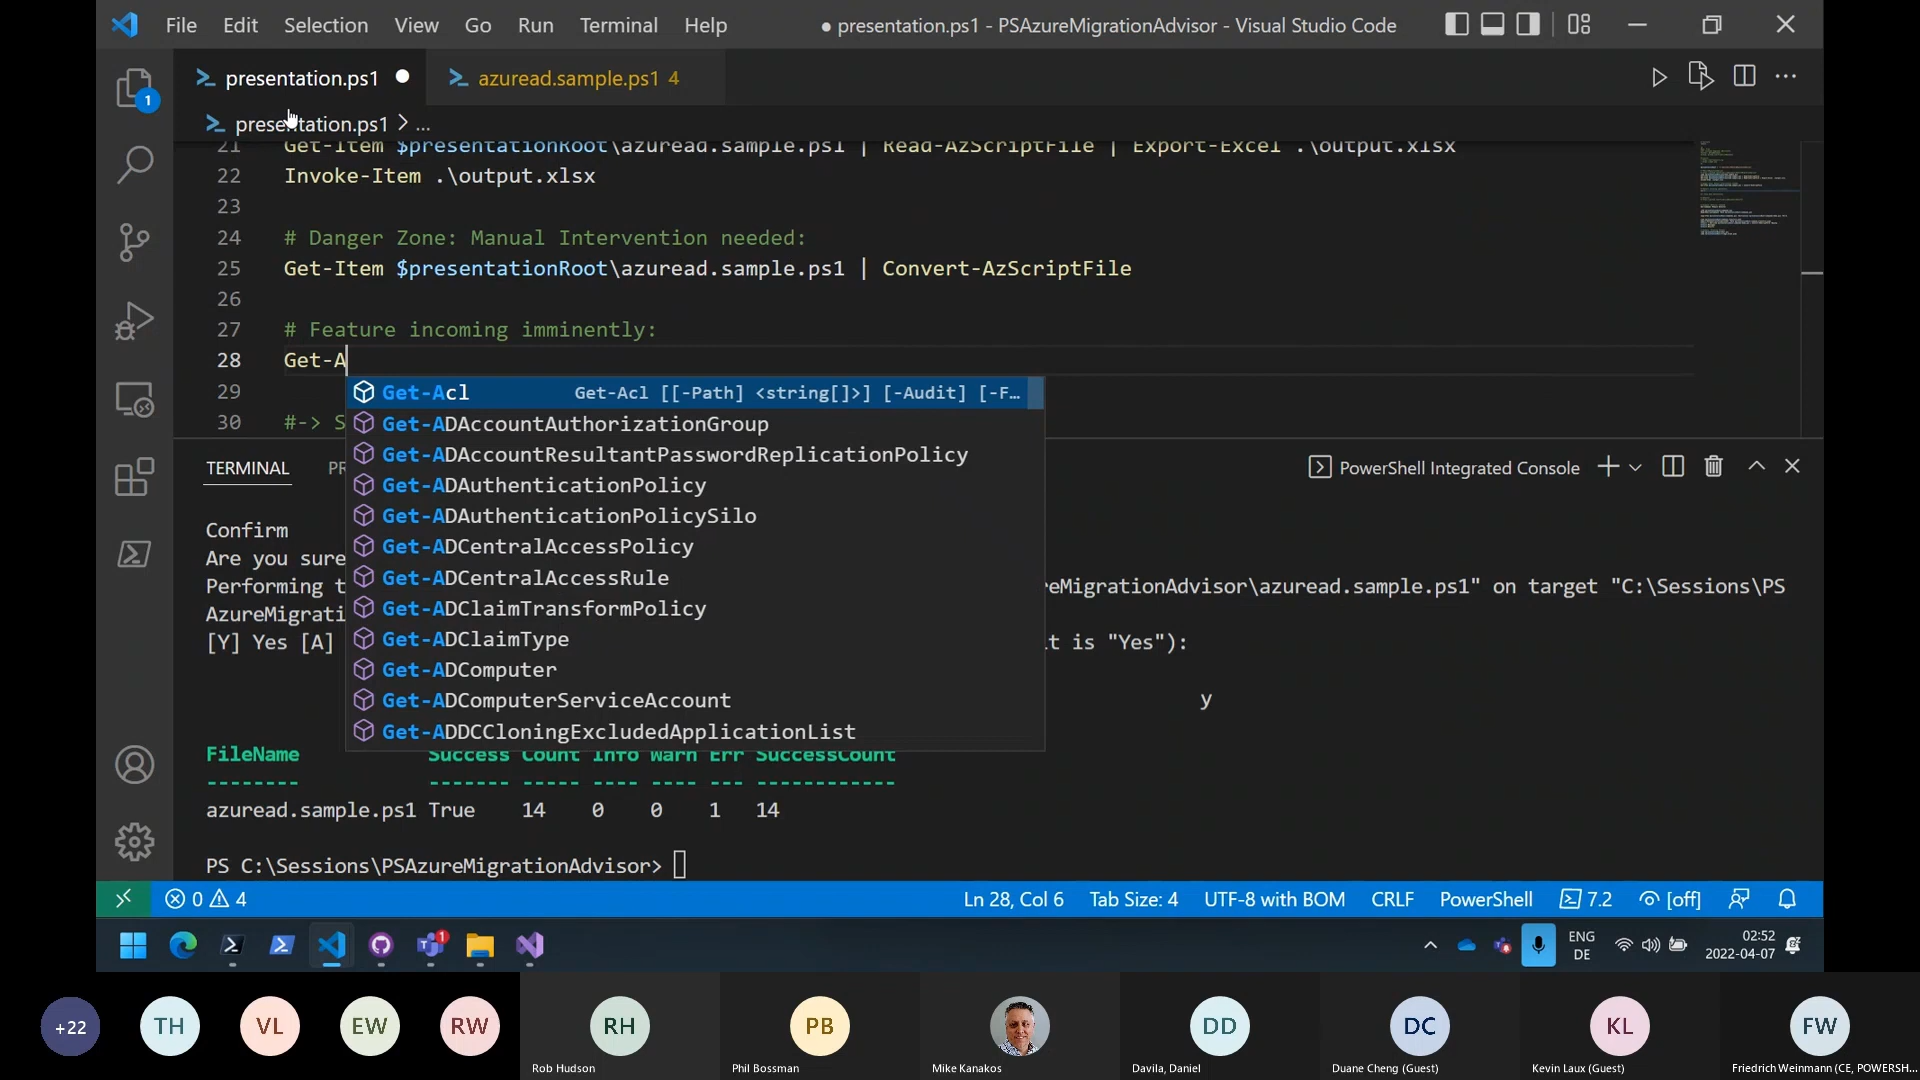 File Edit Selection View Go Run Terminal Help
● presentation.ps1 - PSAzureMigrationAdvisor - Visual Studio Code
presentation.ps1
azuread.sample.ps1 4
1
presentation.ps1 > ...
21 Get-Item $presentationRoot\azuread.sample.ps1 | Read-AzScriptFile | Export-Excel .\output.xlsx
22 Invoke-Item .\output.xlsx
23
24 # Danger Zone: Manual Intervention needed:
25 Get-Item $presentationRoot\azuread.sample.ps1 | Convert-AzScriptFile
26
27 # Feature incoming imminently:
28 Get-A
29
30 #-> S
Get-Acl Get-Acl [[-Path] <string[]>] [-Audit] [-F…
Get-ADAccountAuthorizationGroup
Get-ADAccountResultantPasswordReplicationPolicy
Get-ADAuthenticationPolicy
Get-ADAuthenticationPolicySilo
Get-ADCentralAccessPolicy
Get-ADCentralAccessRule
Get-ADClaimTransformPolicy
Get-ADClaimType
Get-ADComputer
Get-ADComputerServiceAccount
Get-ADDCCloningExcludedApplicationList
TERMINAL PR
PowerShell Integrated Console
Confirm
Are you sure
Performing t eMigrationAdvisor\azuread.sample.ps1" on target "C:\Sessions\PS
AzureMigrati
[Y] Yes [A] t is "Yes"):
y
FileName Success Count Info Warn Err SuccessCount
-------- ------- ----- ---- ---- --- ------------
azuread.sample.ps1 True 14 0 0 1 14
PS C:\Sessions\PSAzureMigrationAdvisor>
0 4
Ln 28, Col 6 Tab Size: 4 UTF-8 with BOM CRLF PowerShell 7.2 [off]
1
ENG
DE
02:52
2022-04-07
+22 TH VL EW RW RH PB DD DC KL FW
Rob Hudson Phil Bossman Mike Kanakos Davila, Daniel Duane Cheng (Guest) Kevin Laux (Guest) Friedrich Weinmann (CE, POWERSH...